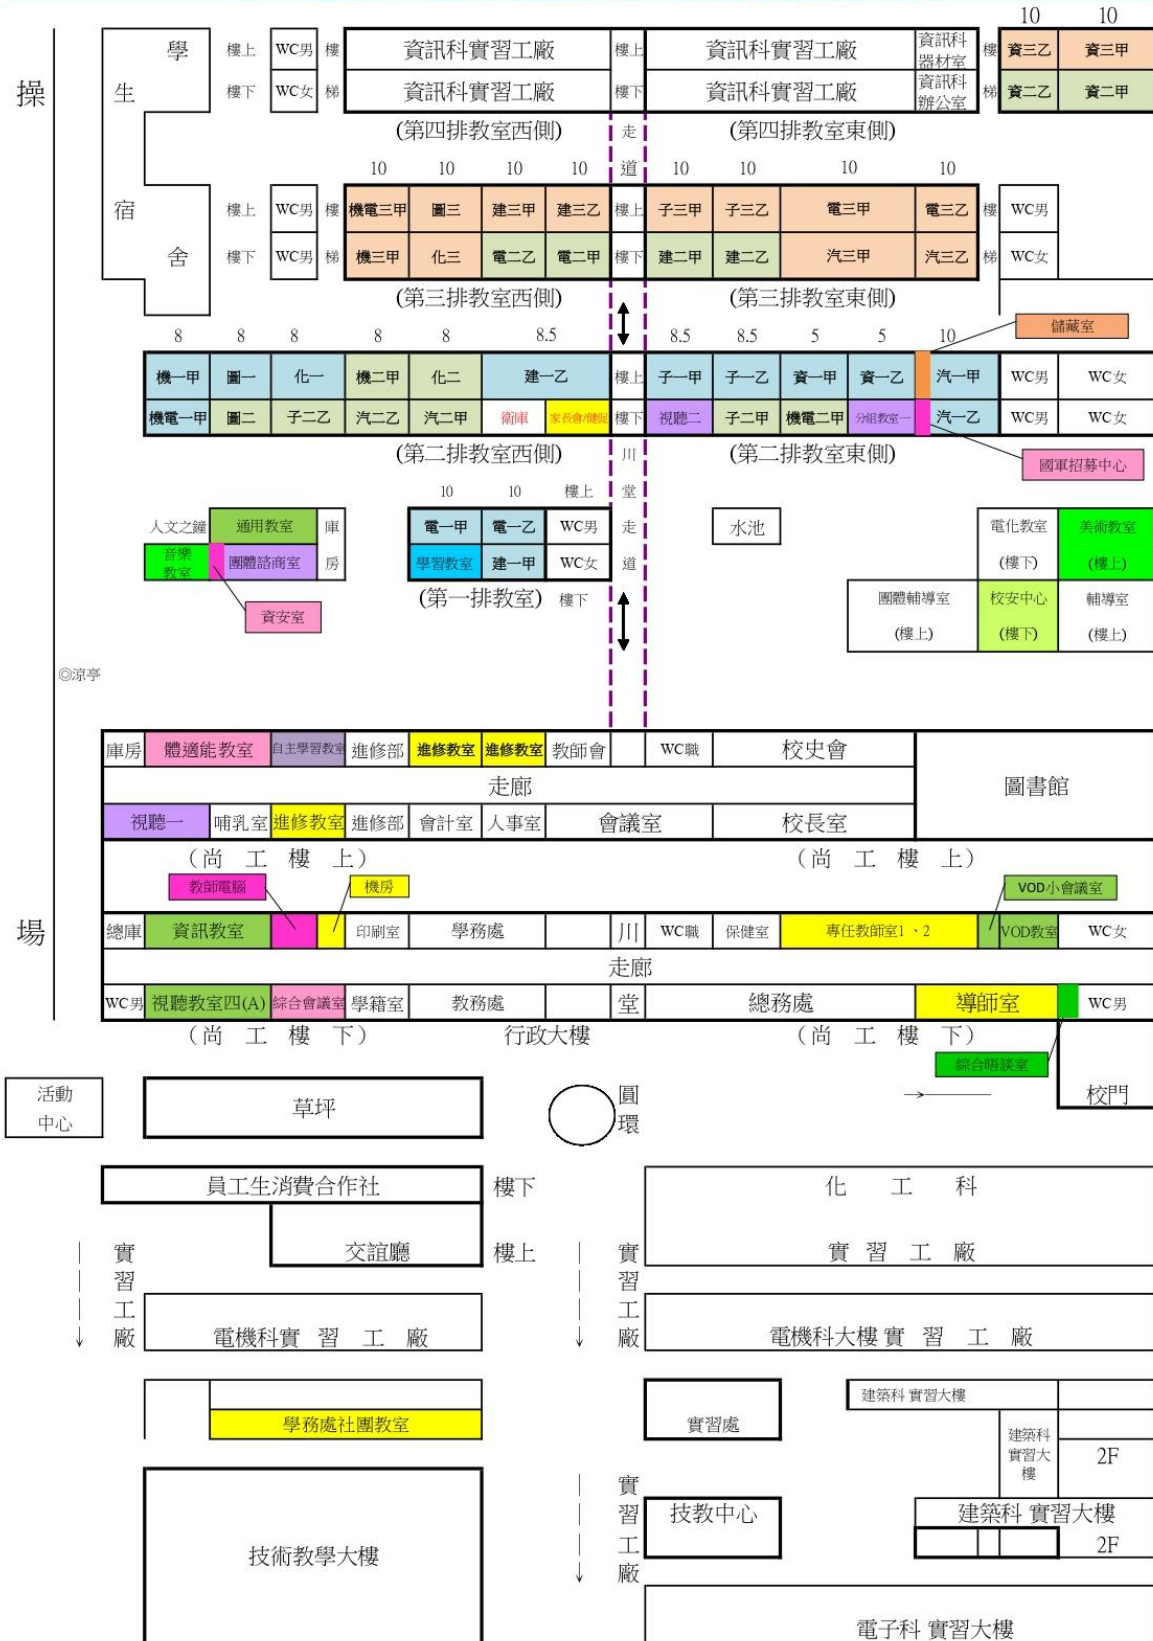 10 10
學 樓上 WC男 樓 資訊科實習工廠 樓上 資訊科實習工廠 資訊科器材室 樓 資三乙 資三甲
操 生 樓下 WC女 梯 資訊科實習工廠 樓下 資訊科實習工廠 資訊科辦公室 梯 資二乙 資二甲
(第四排教室西側) 走 (第四排教室東側)
10 10 10 10 道 10 10 10 10
宿 樓上 WC男 樓 機電三甲 圖三 建三甲 建三乙 樓上 子三甲 子三乙 電三甲 電三乙 樓 WC男
舍 樓下 WC男 梯 機三甲 化三 電二乙 電二甲 樓下 建二甲 建二乙 汽三甲 汽三乙 梯 WC女
(第三排教室西側) (第三排教室東側)
儲藏室
8 8 8 8 8 8.5 8.5 8.5 5 5 10
機一甲 圖一 化一 機二甲 化二 建一乙 樓上 子一甲 子一乙 資一甲 資一乙 汽一甲 WC男 WC女
機電一甲 圖二 子二乙 汽二乙 汽二甲 衛庫 家長會/健促 樓下 視聽二 子二甲 機電二甲 分組教室一 汽一乙 WC男 WC女
(第二排教室西側) 川 (第二排教室東側)
國軍招募中心
10 10 樓上 堂
人文之鐘 通用教室 庫 電一甲 電一乙 WC男 走 水池 電化教室 美術教室
音樂教室 團體諮商室 房 學習教室 建一甲 WC女 道 (樓下) (樓上)
(第一排教室) 樓下 團體輔導室 校安中心 輔導室
資安室 (樓上) (樓下) (樓上)
◎涼亭
庫房 體適能教室 自主學習教室 進修部 進修教室 進修教室 教師會 WC職 校史會
走廊 圖書館
視聽一 哺乳室 進修教室 進修部 會計室 人事室 會議室 校長室
（尚 工 樓 上） （尚 工 樓 上）
教師電腦 機房 VOD小會議室
場 總庫 資訊教室 印刷室 學務處 川 WC職 保健室 專任教師室1 、2 VOD教室 WC女
走廊
WC男 視聽教室四(A) 綜合會議室 學籍室 教務處 堂 總務處 導師室 WC男
（尚 工 樓 下） 行政大樓 （尚 工 樓 下）
綜合晤談室
活動 草坪 圓 校門
中心 環
員工生消費合作社 樓下 化 工 科
實 交誼廳 樓上 實 實 習 工 廠
習 習
工 工
廠 電機科實 習 工 廠 廠 電機科大樓 實 習 工 廠
建築科 實習大樓
學務處社團教室 實習處 建築科
實習大 2F
樓
實
習 技教中心 建築科 實習大樓
技術教學大樓 工 2F
廠
電子科 實習大樓